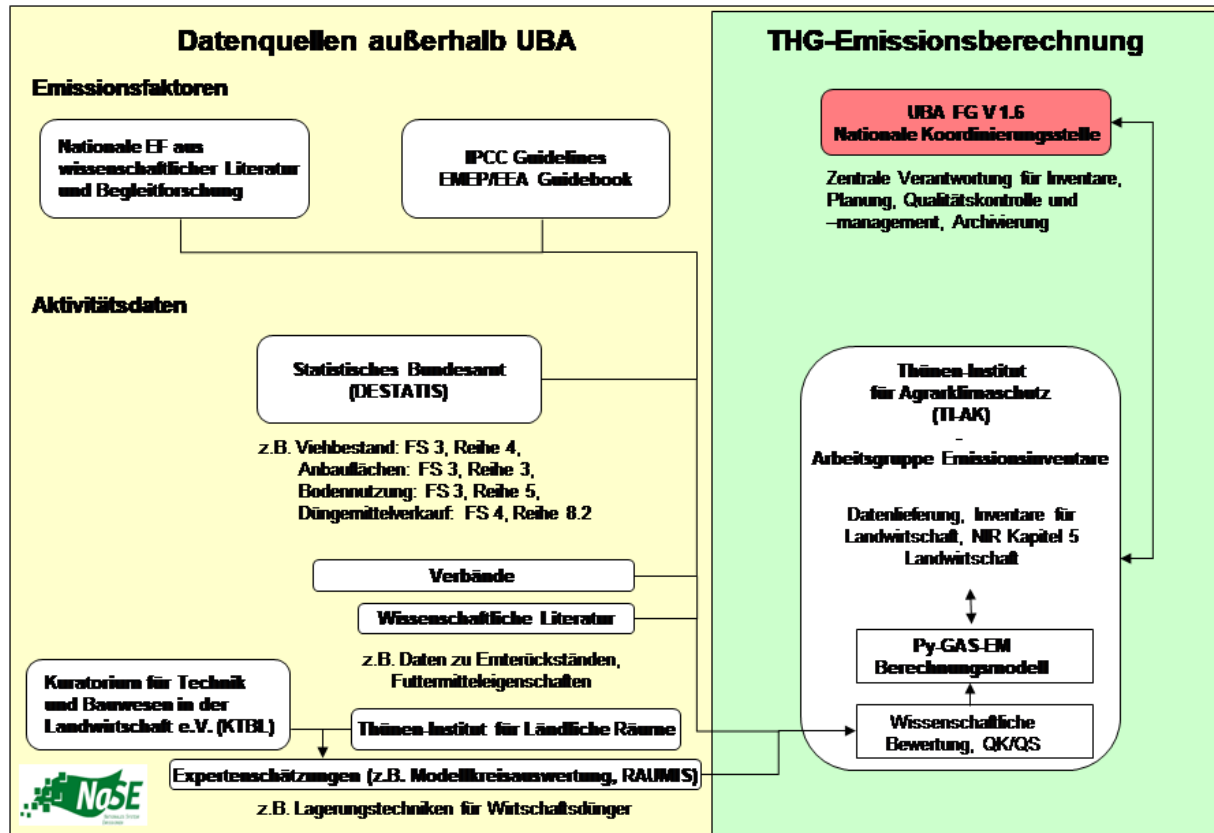 Datenquellen außerhalb UBA
Emissionsfaktoren
Nationale EF aus
wissenschaftlicher Literatur
und Begleitforschung
IPCC Guidelines
EMEP/EEA Guidebook
Aktivitätsdaten
Statistisches Bundesamt
(DESTATIS)
z.B. Viehbestand: FS 3, Reihe 4,
Anbauflächen: FS 3, Reihe 3,
Bodennutzung: FS 3, Reihe 5,
Düngemittelverkauf: FS 4, Reihe 8.2
Verbände
Wissenschaftliche Literatur
z.B. Daten zu Ernterückständen,
Futtermitteleigenschaften
Kuratorium für Technik
und Bauwesen in der
Landwirtschaft e.V. (KTBL)
Thünen-Institut für Ländliche Räume
Expertenschätzungen (z.B. Modellkreisauswertung, RAUMIS)
z.B. Lagerungstechniken für Wirtschaftsdünger
NaSE
THG-Emissionsberechnung
UBA FG V 1.6
Nationale Koordinierungsstelle
Zentrale Verantwortung für Inventare,
Planung, Qualitätskontrolle und
–management, Archivierung
Thünen-Institut
für Agrarklimaschutz
(TI-AK)
-
Arbeitsgruppe Emissionsinventare
Datenlieferung, Inventare für
Landwirtschaft, NIR Kapitel 5
Landwirtschaft
Py-GAS-EM
Berechnungsmodell
Wissenschaftliche
Bewertung, QK/QS